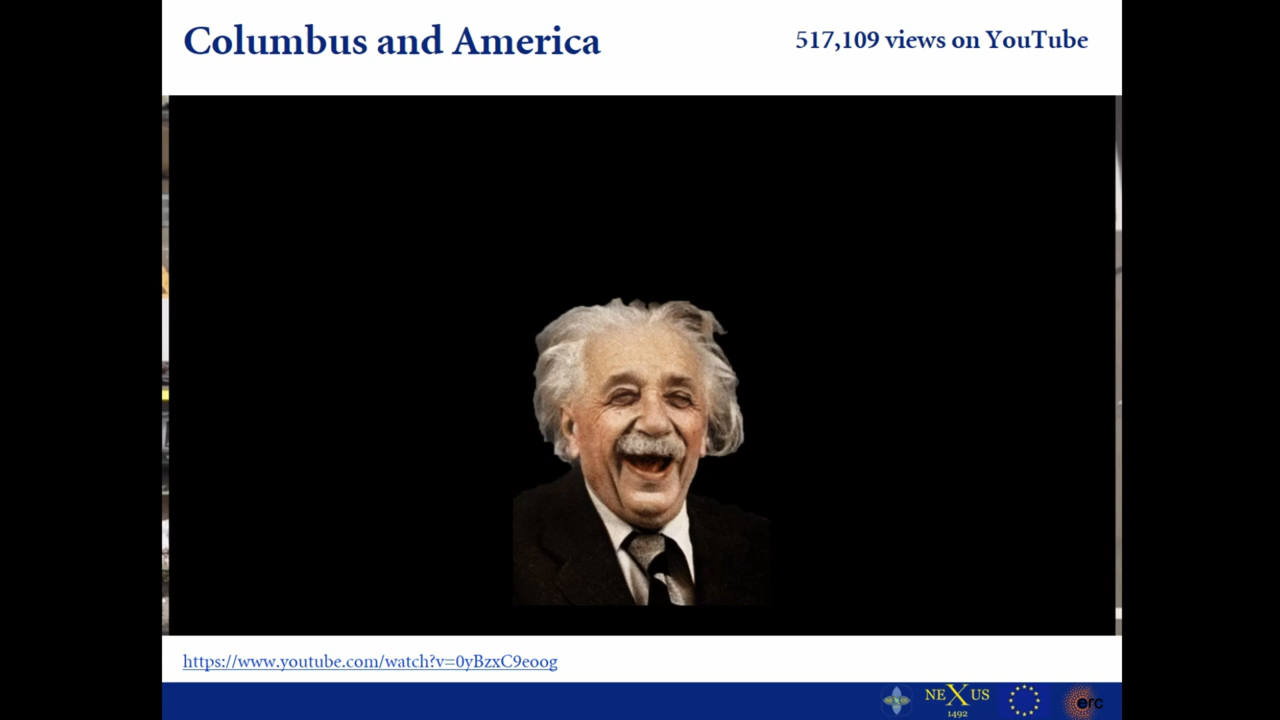 Columbus and America
517,109 views on YouTube
https://www.youtube.com/watch?v=0yBzxC9eoog
NEXUS
1492
erc